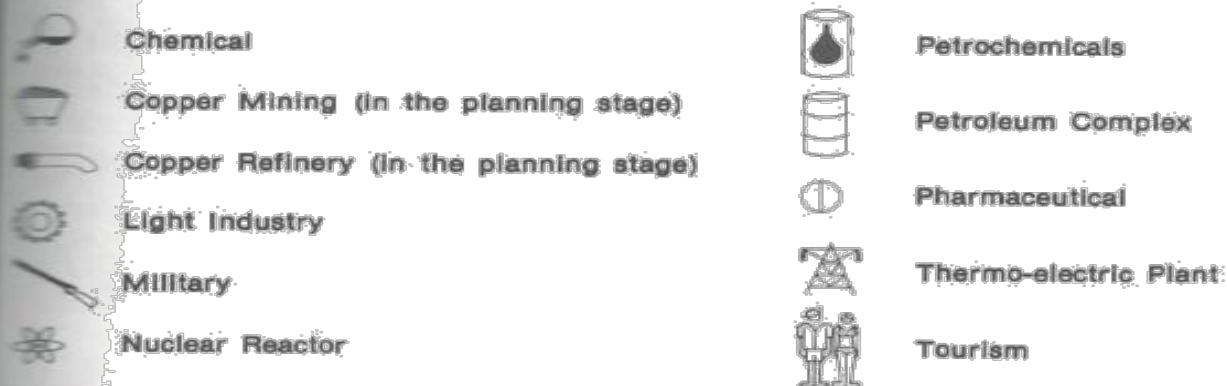 Chemical
Copper Mining (in the planning stage)
Copper Refinery (in the planning stage)
Light Industry
Military
Nuclear Reactor
Petrochemicals
Petroleum Complex
Pharmaceutical
Thermo-electric Plant
Tourism